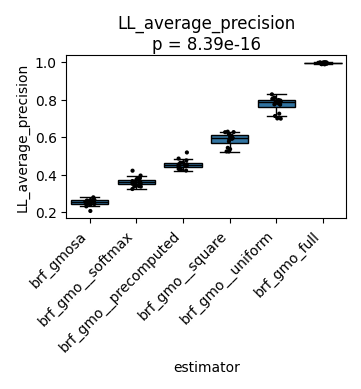 LL_average_precision
p = 8.39e-16
LL_average_precision
1.0
0.8
0.6
0.4
0.2
brf_gmosa
brf_gmo__softmax
brf_gmo__precomputed
brf_gmo__square
brf_gmo__uniform
brf_gmo_full
estimator